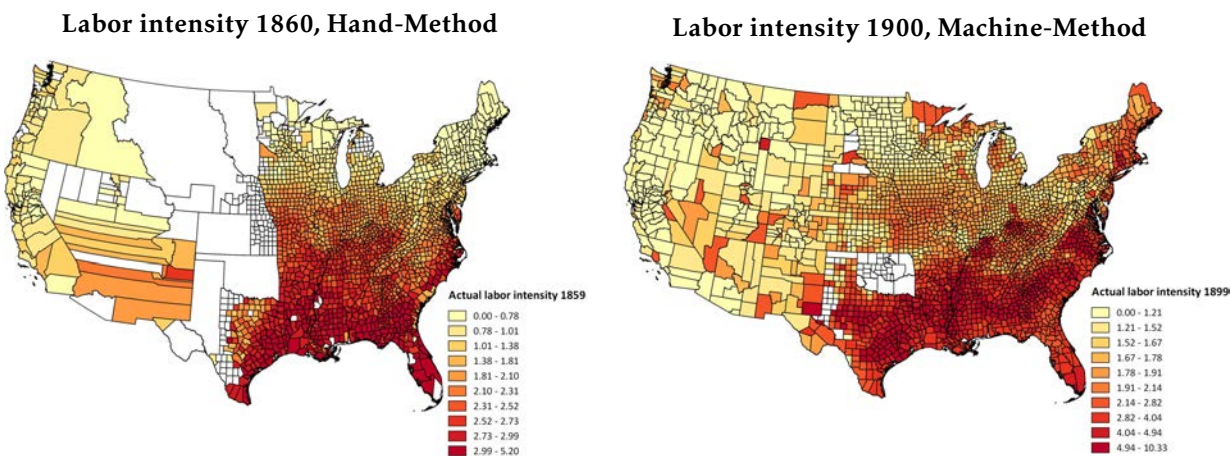 Labor intensity 1860, Hand-Method
Actual labor intensity 1859
0.00 - 0.78
0.78 - 1.01
1.01 - 1.38
1.38 - 1.81
1.81 - 2.10
2.10 - 2.31
2.31 - 2.52
2.52 - 2.73
2.73 - 2.99
2.99 - 5.20
Labor intensity 1900, Machine-Method
Actual labor intensity 1899
0.00 - 1.21
1.21 - 1.52
1.52 - 1.67
1.67 - 1.78
1.78 - 1.91
1.91 - 2.14
2.14 - 2.82
2.82 - 4.04
4.04 - 4.94
4.94 - 10.33